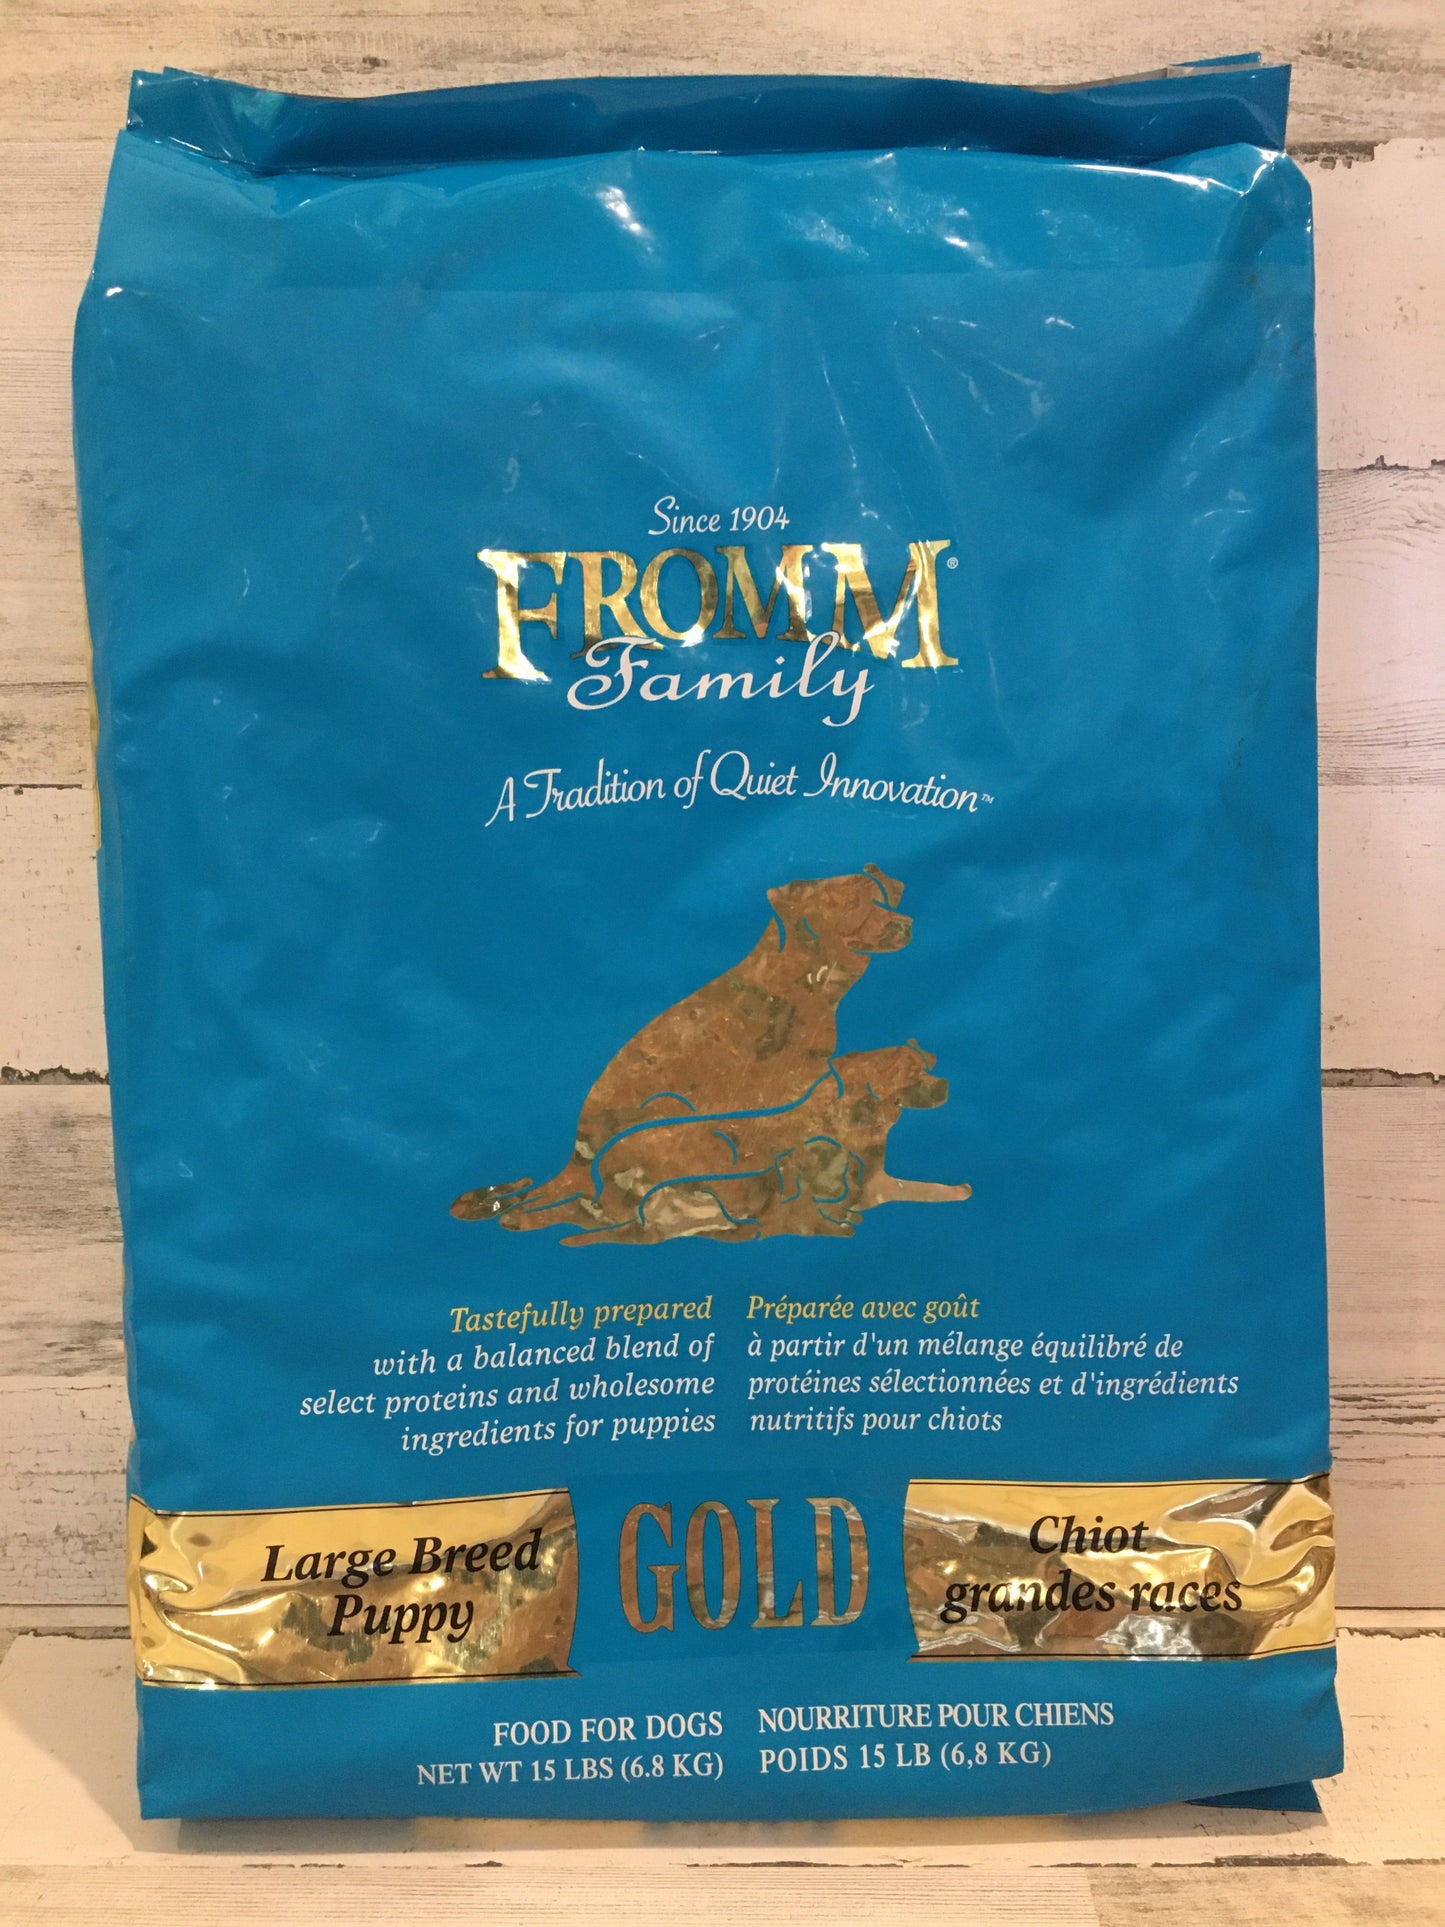 Since 1904
FROMM®
Family
A Tradition of Quiet Innovation™
Tastefully prepared
with a balanced blend of
select proteins and wholesome
ingredients for puppies
Préparée avec goût
à partir d'un mélange équilibré de
protéines sélectionnées et d'ingrédients
nutritifs pour chiots
Large Breed
Puppy
GOLD
Chiot
grandes races
FOOD FOR DOGS
NET WT 15 LBS (6.8 KG)
NOURRITURE POUR CHIENS
POIDS 15 LB (6,8 KG)